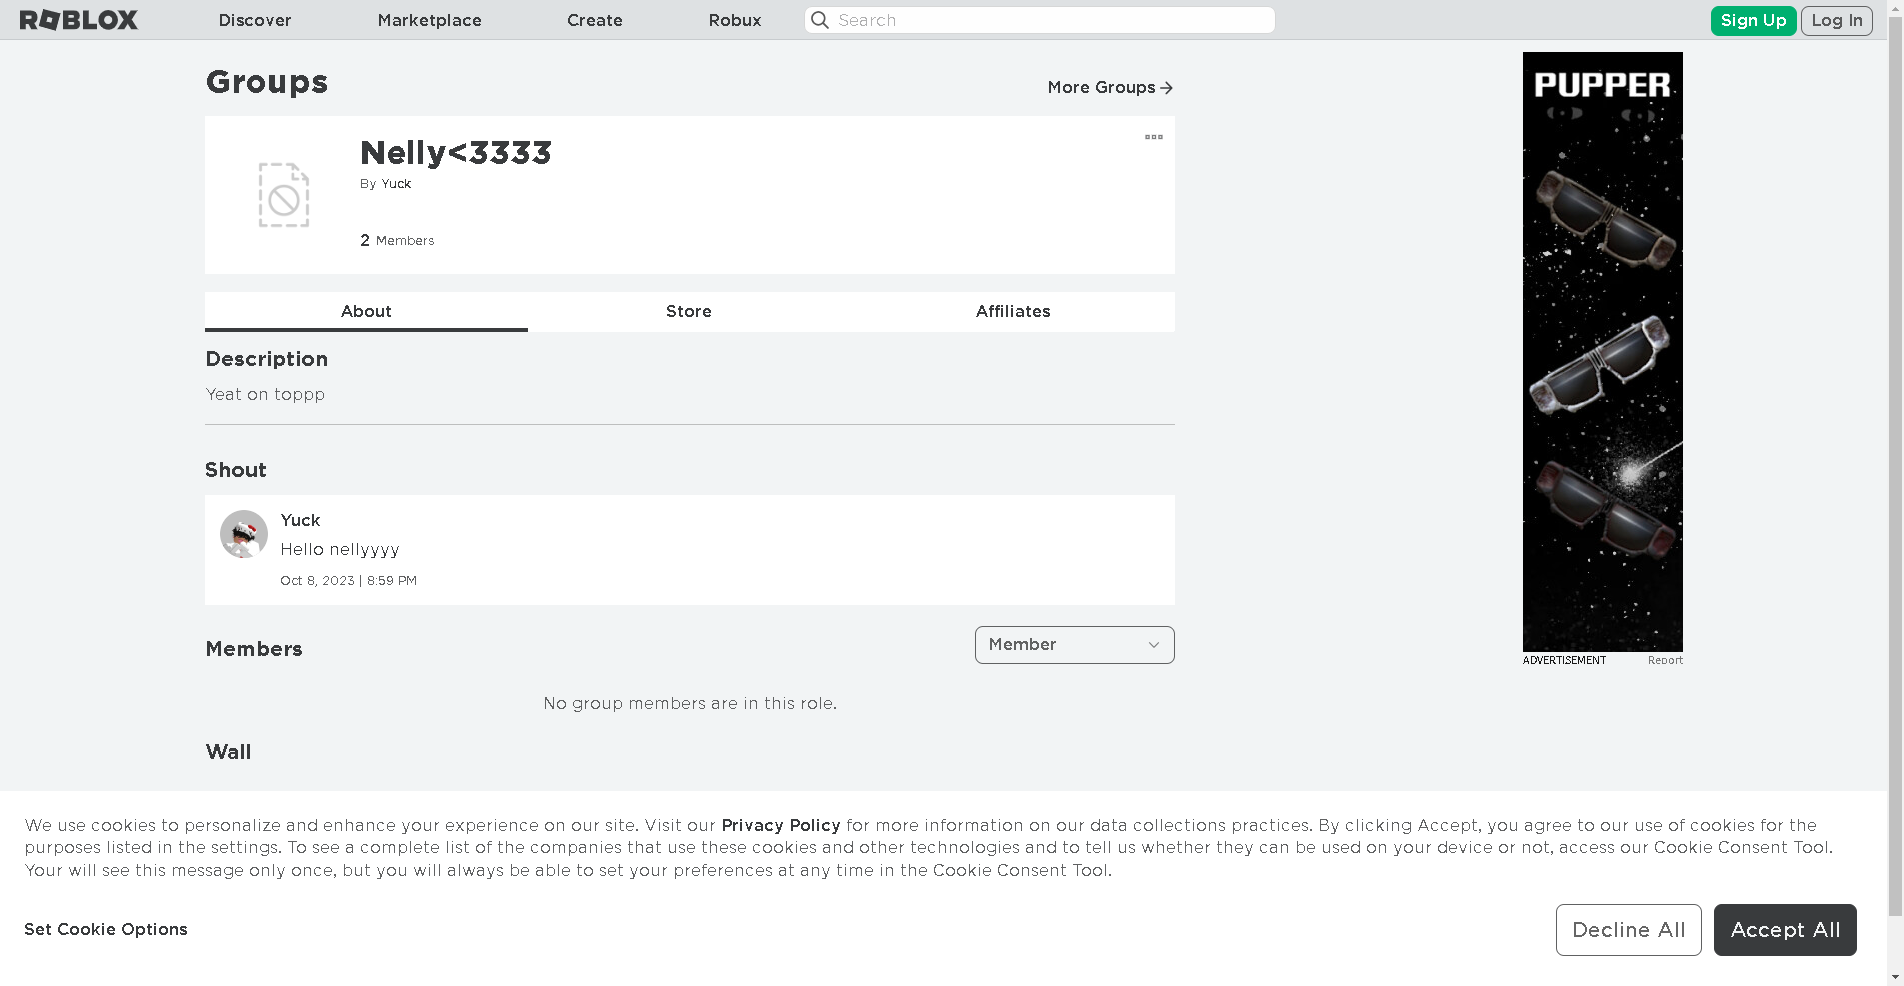 ROBLOX Discover Marketplace Create Robux Search Sign Up Log In
Groups
More Groups
Nelly<3333
By Yuck
2 Members
About Store Affiliates
Description
Yeat on toppp
Shout
Yuck
Hello nellyyyy
Oct 8, 2023 | 8:59 PM
Members
Member
No group members are in this role.
Wall
PUPPER
ADVERTISEMENT Report
We use cookies to personalize and enhance your experience on our site. Visit our Privacy Policy for more information on our data collections practices. By clicking Accept, you agree to our use of cookies for the
purposes listed in the settings. To see a complete list of the companies that use these cookies and other technologies and to tell us whether they can be used on your device or not, access our Cookie Consent Tool.
Your will see this message only once, but you will always be able to set your preferences at any time in the Cookie Consent Tool.
Set Cookie Options
Decline All
Accept All